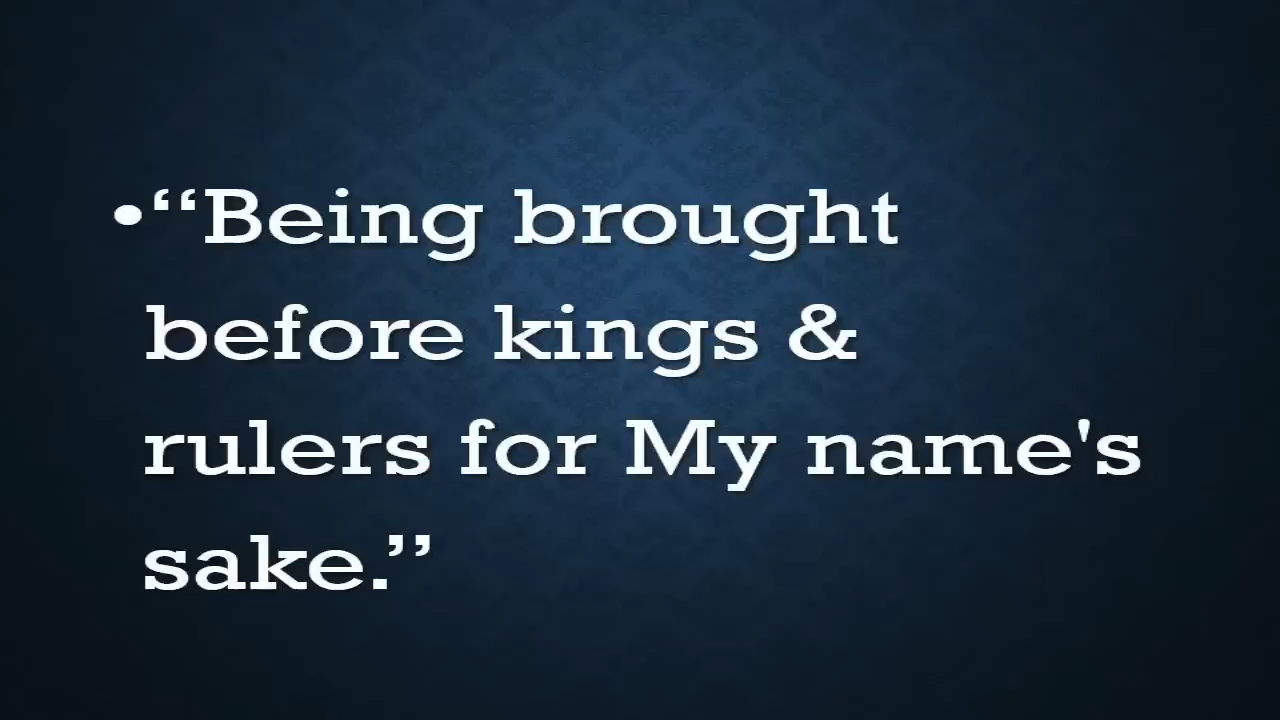 •“Being brought
before kings &
rulers for My name's
sake.”